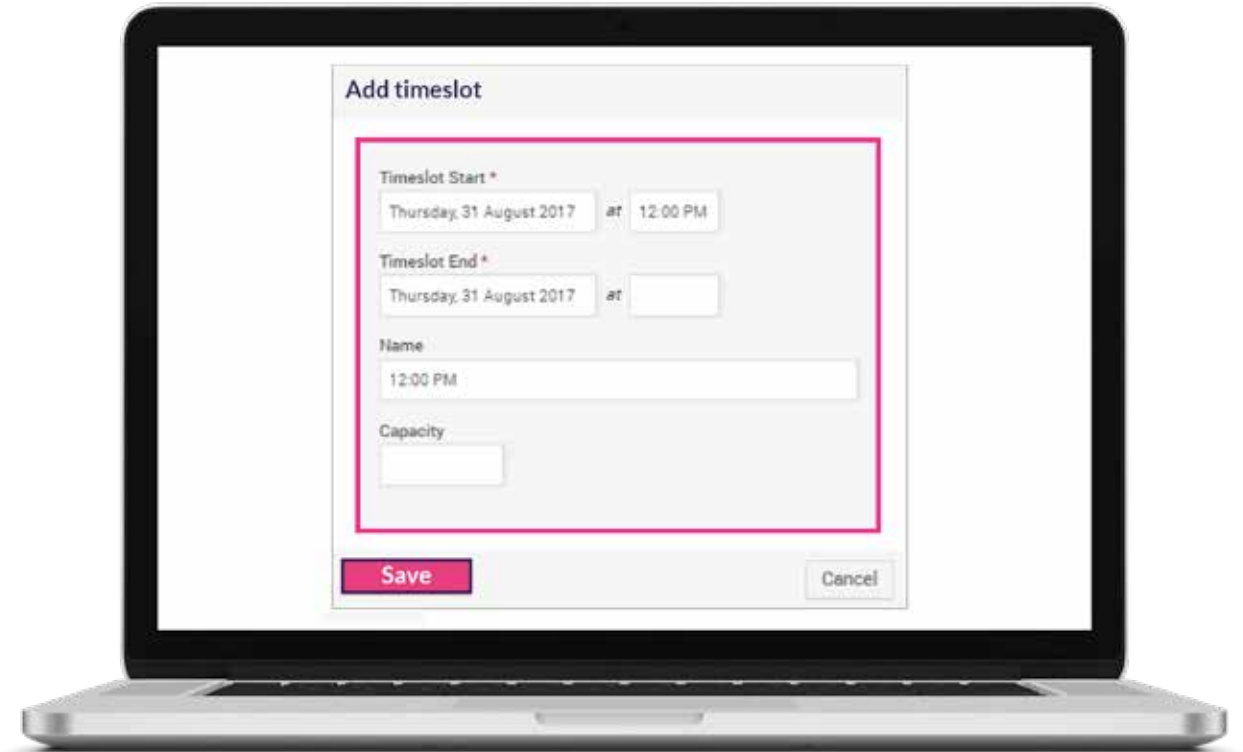 Add timeslot
Timeslot Start *
Thursday, 31 August 2017 at 12:00 PM
Timeslot End *
Thursday, 31 August 2017 at
Name
12:00 PM
Capacity
Save Cancel